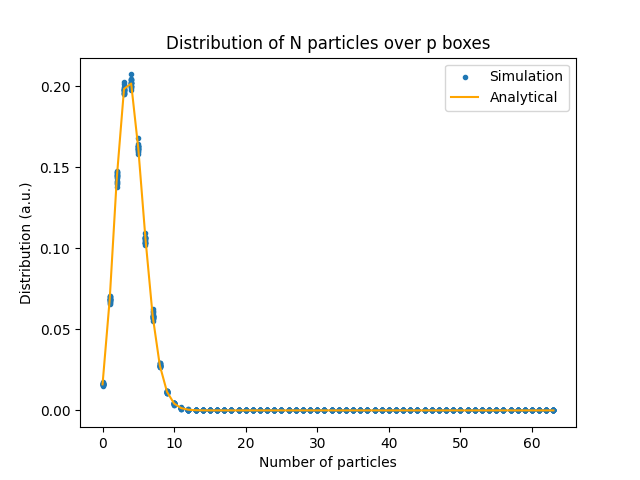 Distribution of N particles over p boxes
Simulation
Analytical
Distribution (a.u.)
0.20
0.15
0.10
0.05
0.00
0 10 20 30 40 50 60
Number of particles